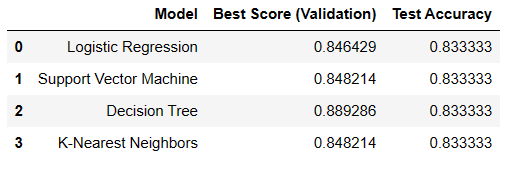 Model Best Score (Validation) Test Accuracy
0 Logistic Regression 0.846429 0.833333
1 Support Vector Machine 0.848214 0.833333
2 Decision Tree 0.889286 0.833333
3 K-Nearest Neighbors 0.848214 0.833333